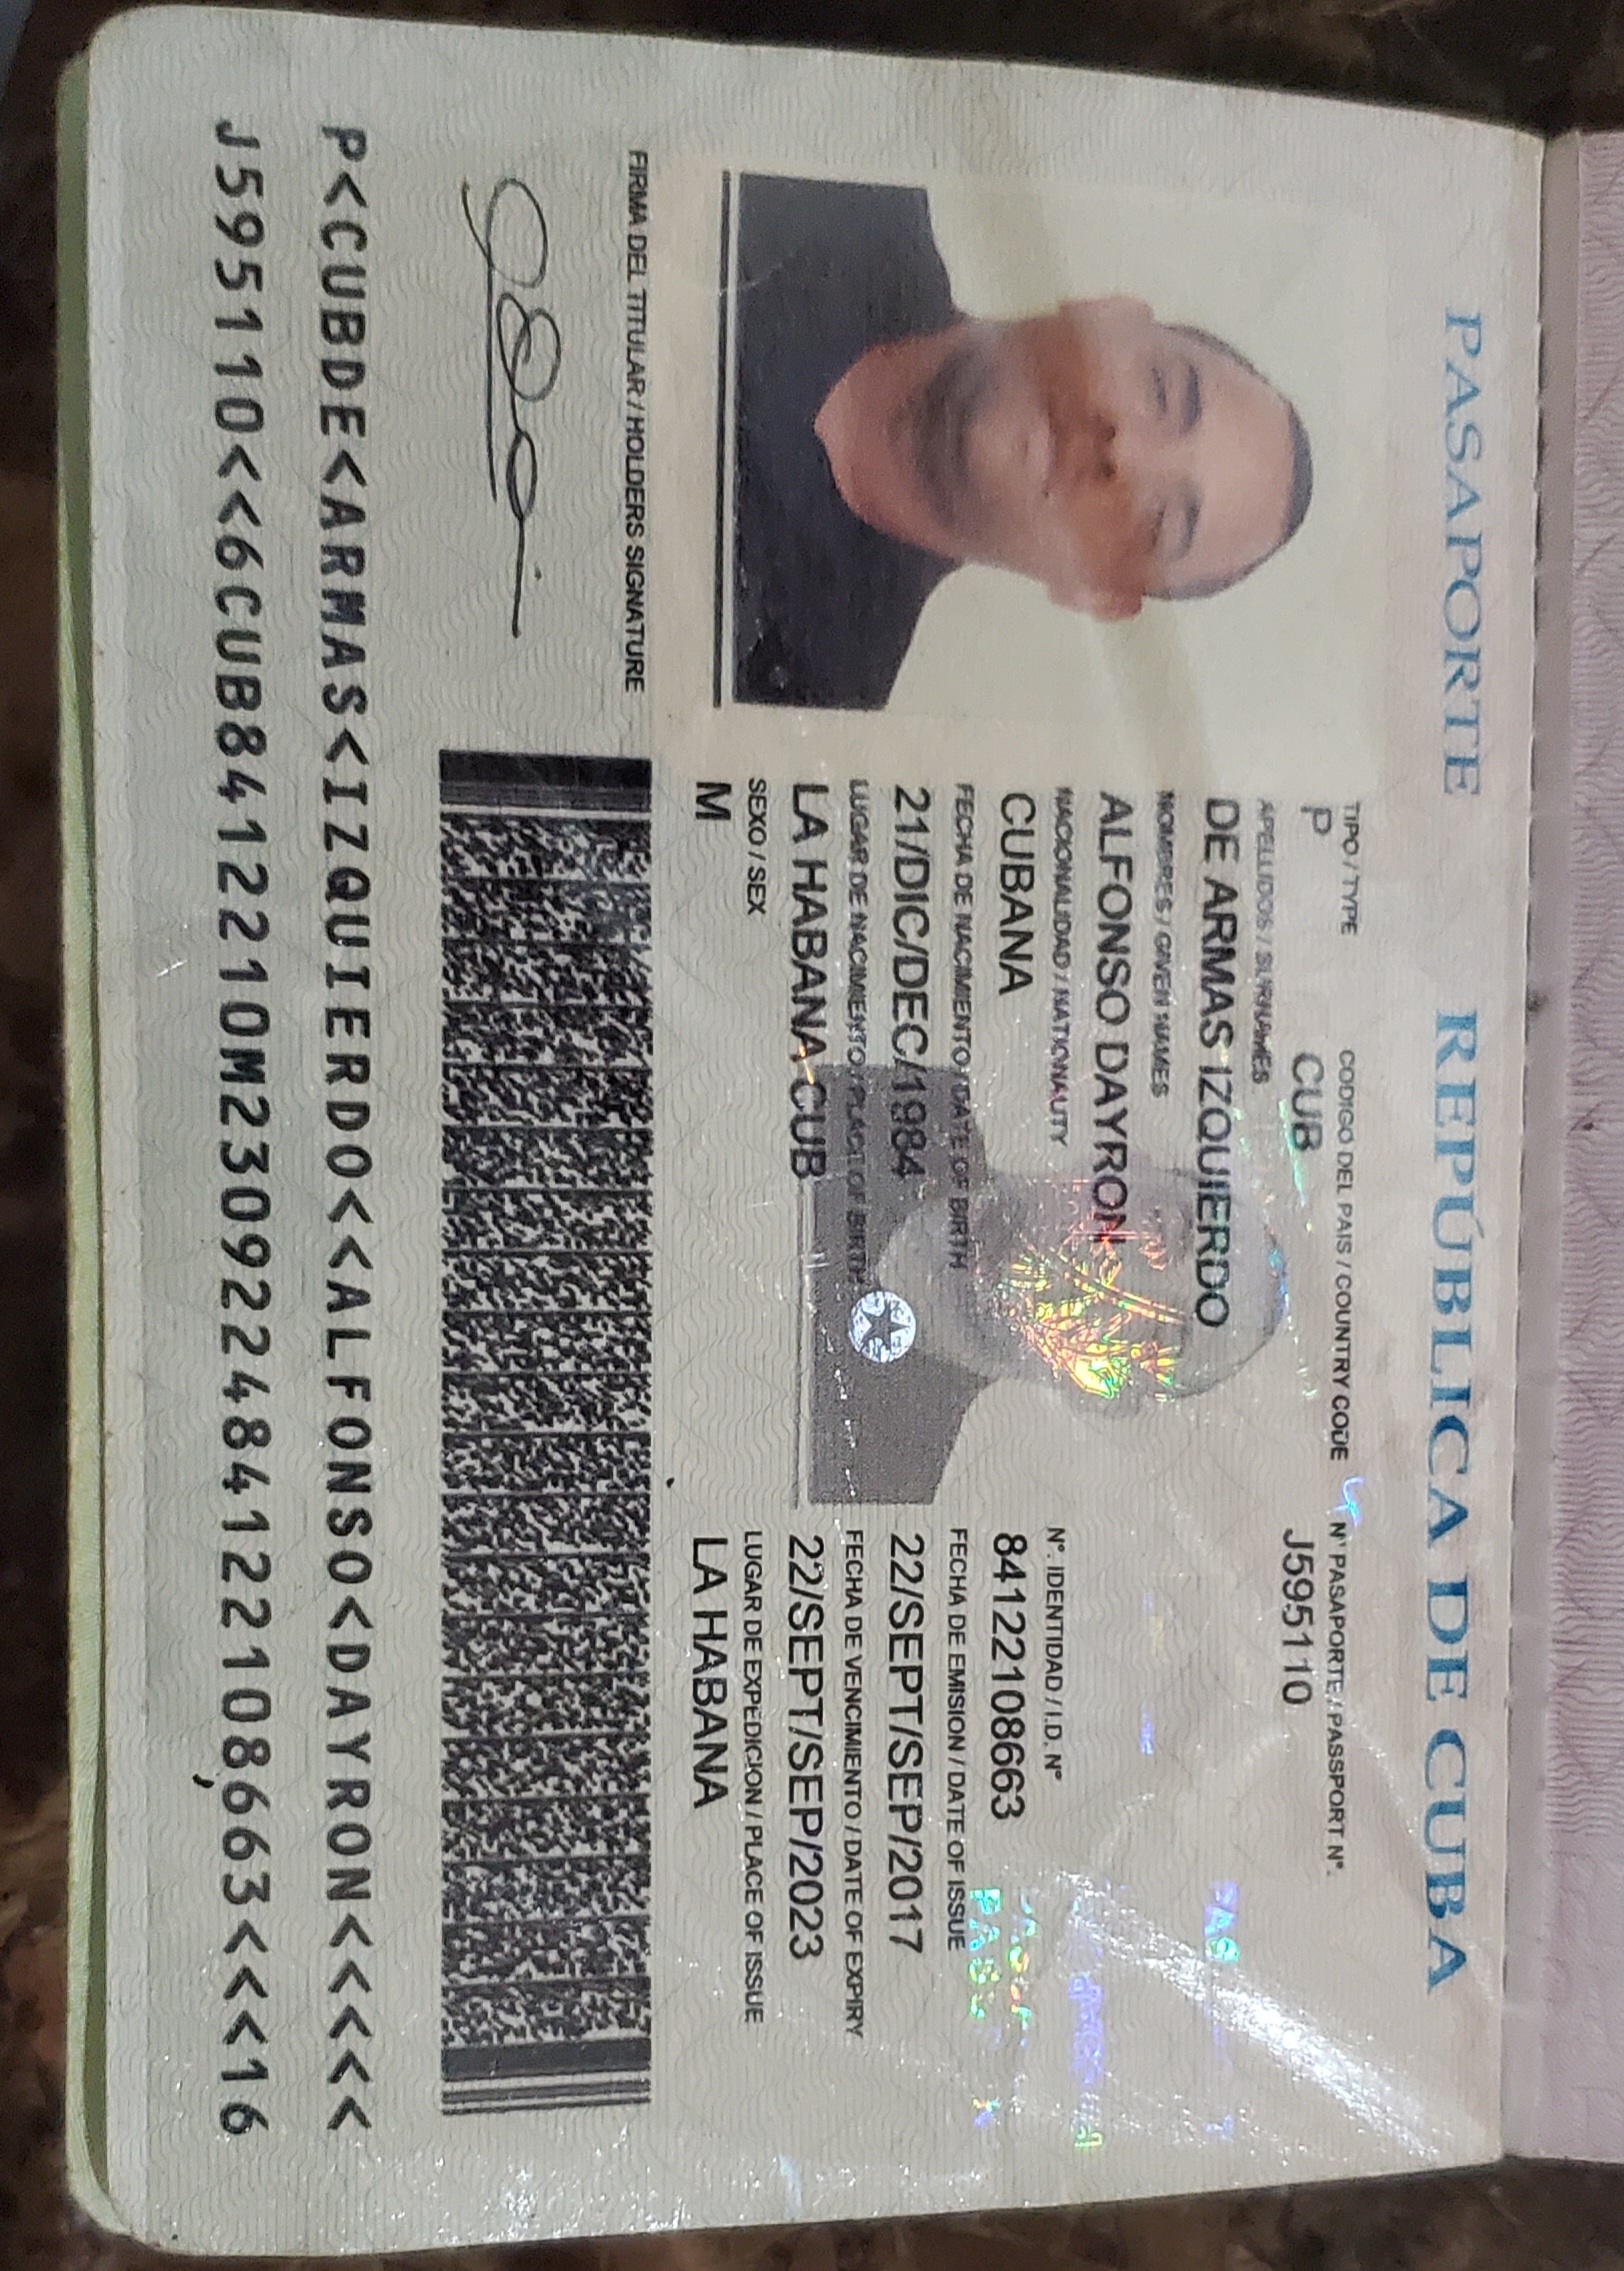 PASAPORTE REPÚBLICA DE CUBA
TIPO / TYPE CODIGO DEL PAIS / COUNTRY CODE Nº PASAPORTE / PASSPORT Nº.
P CUB J595110
APELLIDOS / SURNAMES
DE ARMAS IZQUIERDO
NOMBRES / GIVEN NAMES
ALFONSO DAYRON
NACIONALIDAD / NATIONALITY Nº. IDENTIDAD / I.D. Nº
CUBANA 84122108663
FECHA DE NACIMIENTO / DATE OF BIRTH FECHA DE EMISION / DATE OF ISSUE
21/DIC/DEC/1984 22/SEPT/SEP/2017
LUGAR DE NACIMIENTO / PLACE OF BIRTH FECHA DE VENCIMIENTO / DATE OF EXPIRY
LA HABANA CUB 22/SEPT/SEP/2023
SEXO / SEX LUGAR DE EXPEDICION / PLACE OF ISSUE
M LA HABANA
FIRMA DEL TITULAR / HOLDERS SIGNATURE
P<CUBDE<ARMAS<IZQUIERDO<<ALFONSO<DAYRON<<<<<
J595110<<6CUB8412210M230922484122108663<<<16